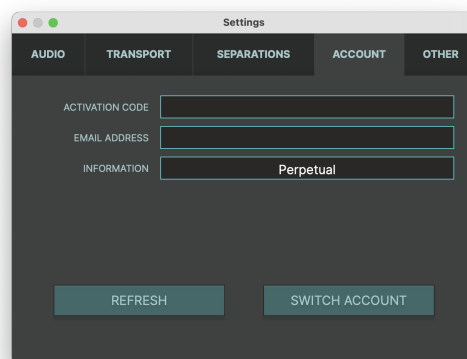 Settings
AUDIO TRANSPORT SEPARATIONS ACCOUNT OTHER
ACTIVATION CODE
EMAIL ADDRESS
INFORMATION Perpetual
REFRESH SWITCH ACCOUNT